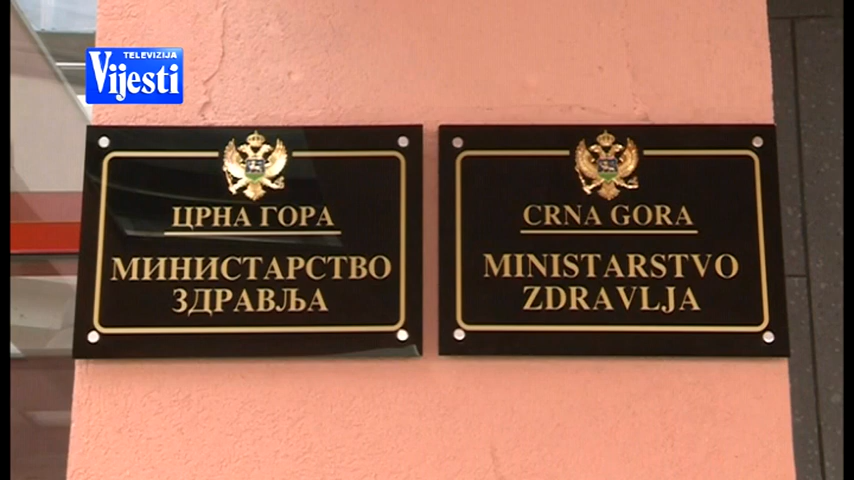 TELEVIZIJA
Vijesti
ЦРНА ГОРА
МИНИСТАРСТВО
ЗДРАВЉА
CRNA GORA
MINISTARSTVO
ZDRAVLJA